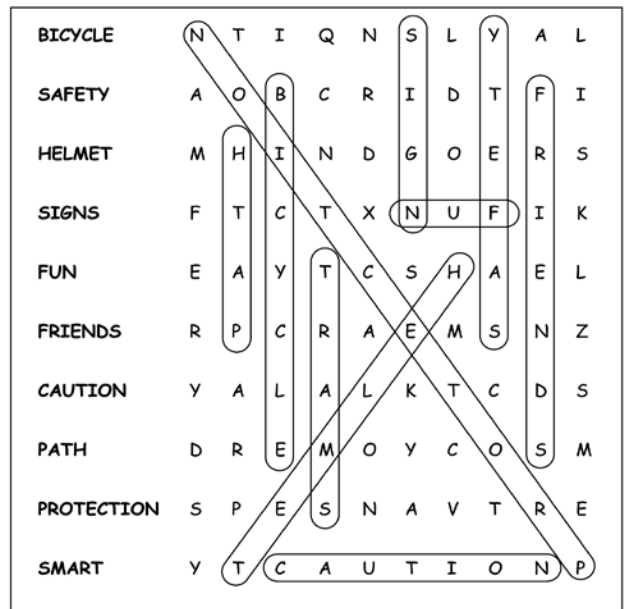 BICYCLE N T I Q N S L Y A L
SAFETY A O B C R I D T F I
HELMET M H I N D G O E R S
SIGNS F T C T X N U F I K
FUN E A Y T C S H A E L
FRIENDS R P C R A E M S N Z
CAUTION Y A L A L K T C D S
PATH D R E M O Y C O S M
PROTECTION S P E S N A V T R E
SMART Y T C A U T I O N P